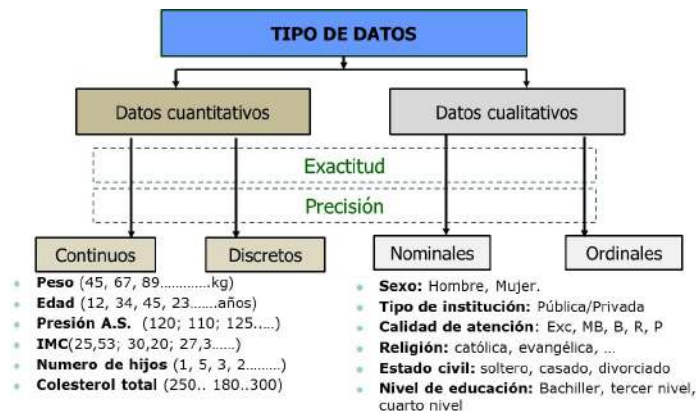 TIPO DE DATOS
Datos cuantitativos
Datos cualitativos
Exactitud
Precisión
Continuos
Discretos
Nominales
Ordinales
Peso (45, 67, 89............kg)
Edad (12, 34, 45, 23.......años)
Presión A.S. (120; 110; 125.....)
IMC(25,53; 30,20; 27,3.....)
Numero de hijos (1, 5, 3, 2.........)
Colesterol total (250.. 180..300)
Sexo: Hombre, Mujer.
Tipo de institución: Pública/Privada
Calidad de atención: Exc, MB, B, R, P
Religión: católica, evangélica, ...
Estado civil: soltero, casado, divorciado
Nivel de educación: Bachiller, tercer nivel,
cuarto nivel